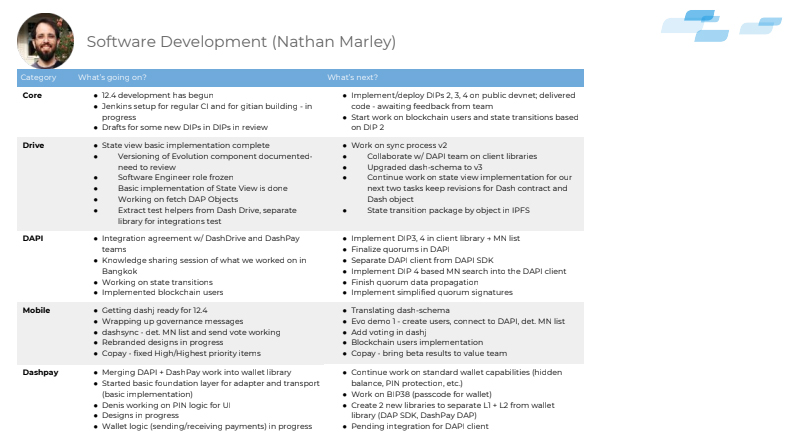 Software Development (Nathan Marley)
Category What's going on? What's next?
Core
● 12.4 development has begun
● Jenkins setup for regular CI and for gitian building - in
progress
● Drafts for some new DIPs in DIPs in review
● Implement/deploy DIPs 2, 3, 4 on public devnet; delivered
code - awaiting feedback from team
● Start work on blockchain users and state transitions based
on DIP 2
Drive
● State view basic implementation complete
● Versioning of Evolution component documented-
need to review
● Software Engineer role frozen
● Basic implementation of State View is done
● Working on fetch DAP Objects
● Extract test helpers from Dash Drive, separate
library for integrations test
● Work on sync process v2
● Collaborate w/ DAPI team on client libraries
● Upgraded dash-schema to v3
● Continue work on state view implementation for our
next two tasks keep revisions for Dash contract and
Dash object
● State transition package by object in IPFS
DAPI
● Integration agreement w/ DashDrive and DashPay
teams
● Knowledge sharing session of what we worked on in
Bangkok
● Working on state transitions
● Implemented blockchain users
● Implement DIP3, 4 in client library + MN list
● Finalize quorums in DAPI
● Separate DAPI client from DAPI SDK
● Implement DIP 4 based MN search into the DAPI client
● Finish quorum data propagation
● Implement simplified quorum signatures
Mobile
● Getting dashj ready for 12.4
● Wrapping up governance messages
● dashsync - det. MN list and send vote working
● Rebranded designs in progress
● Copay - fixed High/Highest priority items
● Translating dash-schema
● Evo demo 1 - create users, connect to DAPI, det. MN list
● Add voting in dashj
● Blockchain users implementation
● Copay - bring beta results to value team
Dashpay
● Merging DAPI + DashPay work into wallet library
● Started basic foundation layer for adapter and transport
(basic implementation)
● Denis working on PIN logic for UI
● Designs in progress
● Wallet logic (sending/receiving payments) in progress
● Continue work on standard wallet capabilities (hidden
balance, PIN protection, etc.)
● Work on BIP38 (passcode for wallet)
● Create 2 new libraries to separate L1 + L2 from wallet
library (DAP SDK, DashPay DAP)
● Pending integration for DAPI client